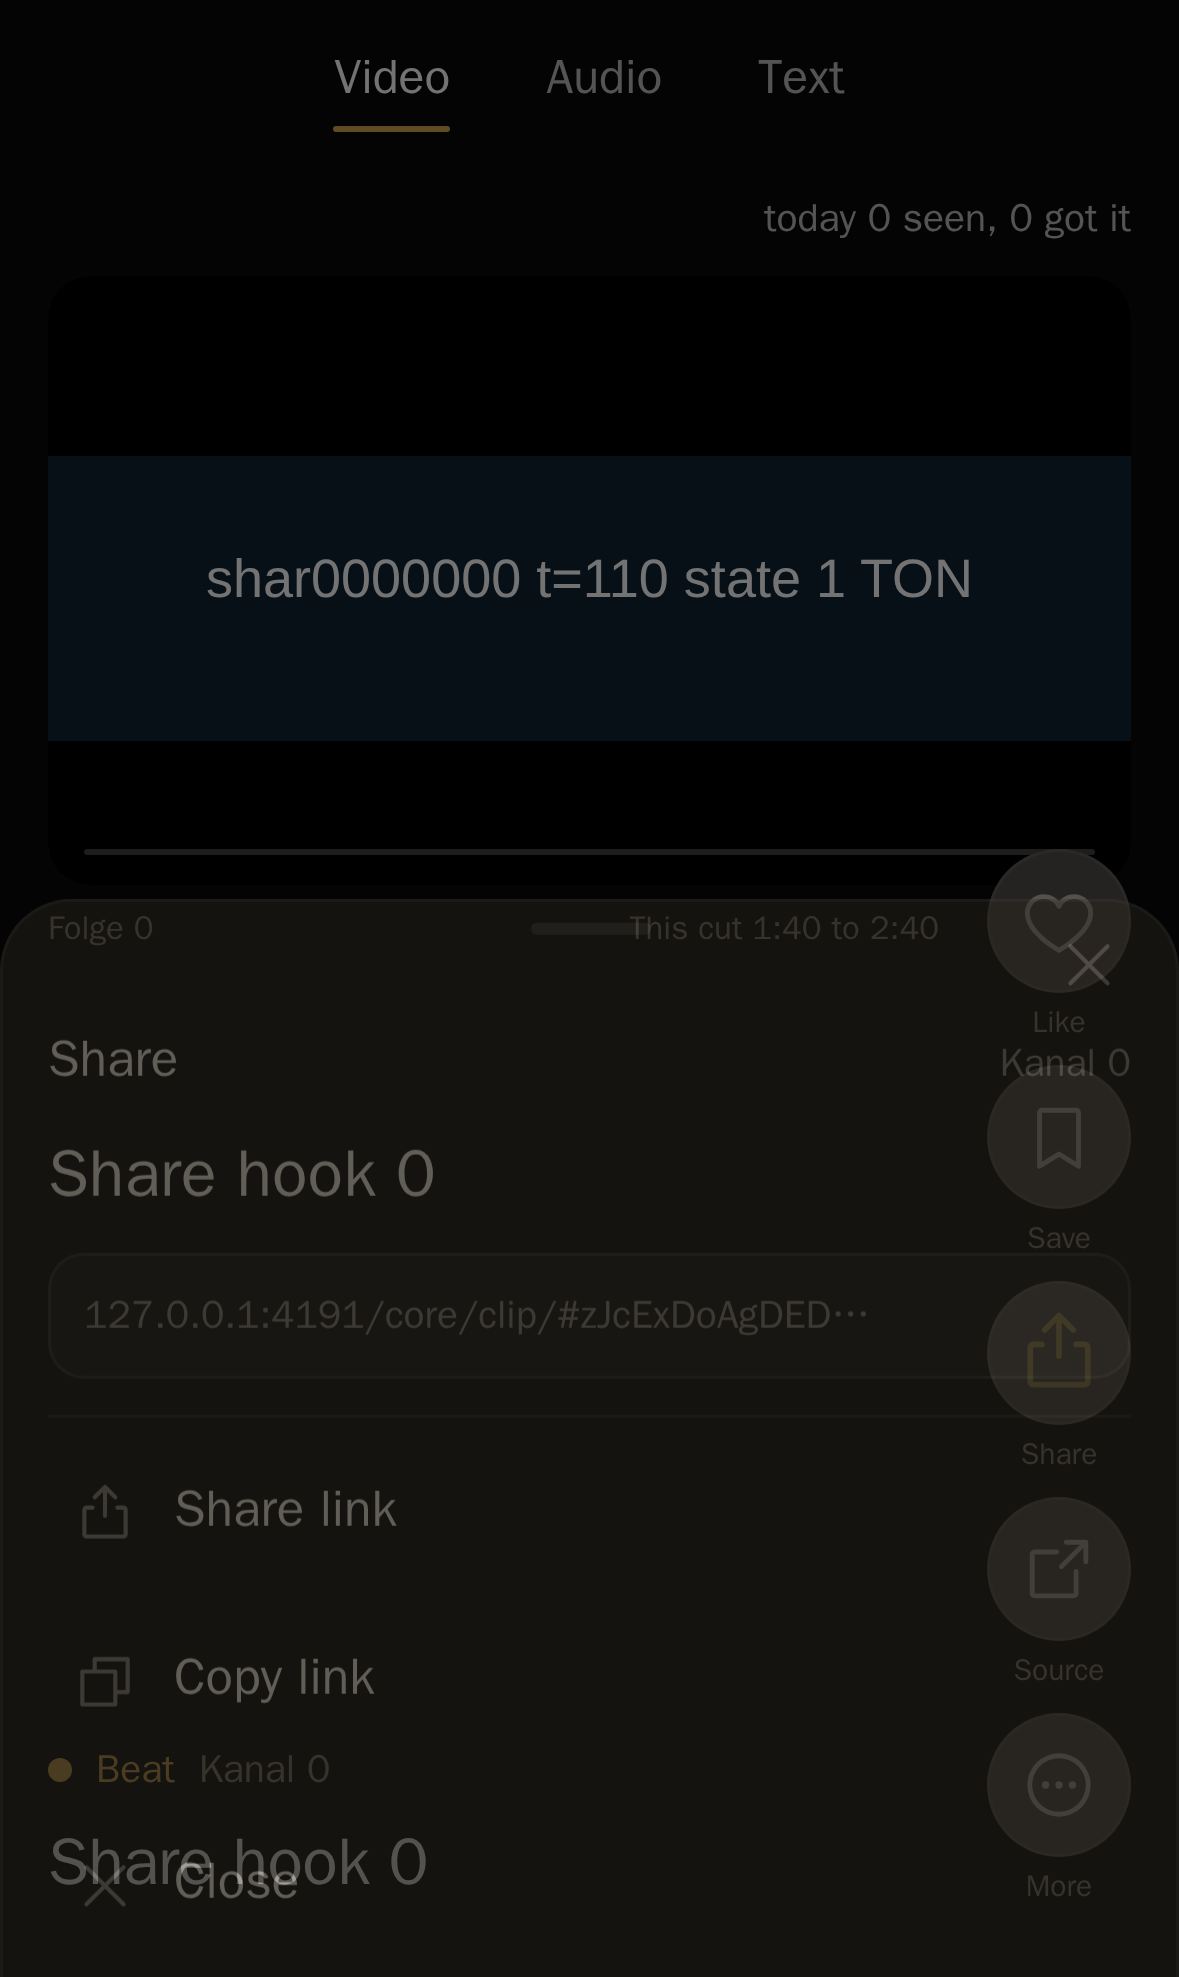 Video Audio Text
today 0 seen, 0 got it
shar0000000 t=110 state 1 TON
Folge 0 This cut 1:40 to 2:40
Like
Share Kanal 0
Share hook 0
Save
127.0.0.1:4191/core/clip/#zJcExDoAgDED…
Share
Share link
Source
Copy link
Beat Kanal 0
Share hook 0
Close
More